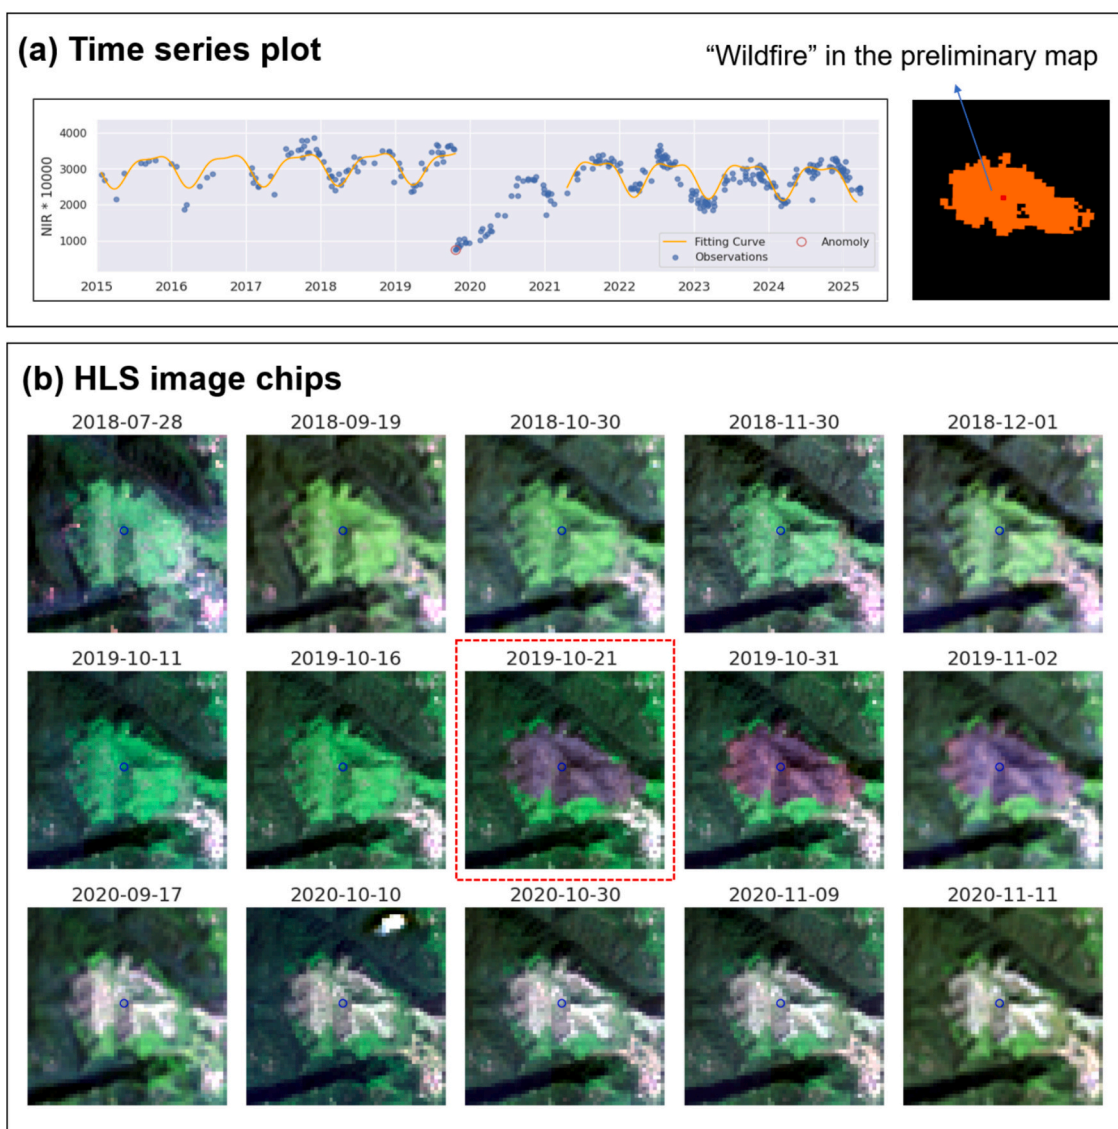 (a) Time series plot
“Wildfire” in the preliminary map
NIR * 10000
4000
3000
2000
1000
Fitting Curve
Observations
Anomoly
2015 2016 2017 2018 2019 2020 2021 2022 2023 2024 2025
(b) HLS image chips
2018-07-28 2018-09-19 2018-10-30 2018-11-30 2018-12-01
2019-10-11 2019-10-16 2019-10-21 2019-10-31 2019-11-02
2020-09-17 2020-10-10 2020-10-30 2020-11-09 2020-11-11